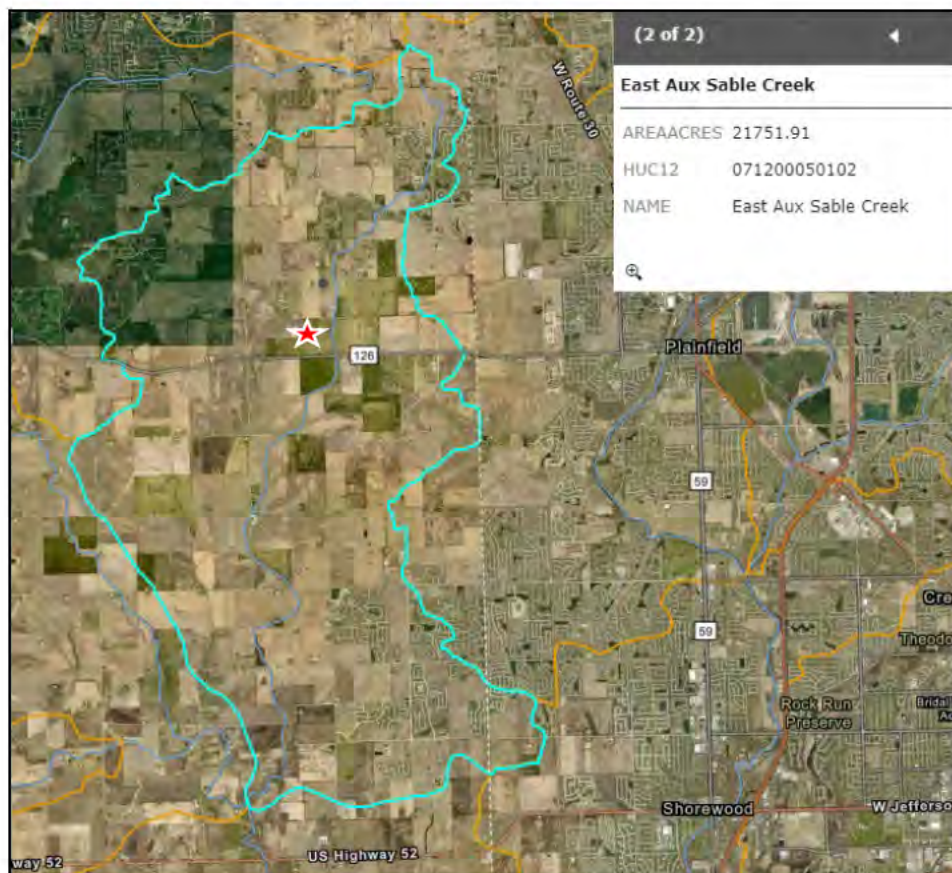 (2 of 2)
East Aux Sable Creek
AREAACRES 21751.91
HUC12 071200050102
NAME East Aux Sable Creek
W Route 30
Plainfield
126
59
59
Cre
Theodo
Rock Run
Preserve
Bridal
Shorewood
W Jefferso
US Highway 52
way 52